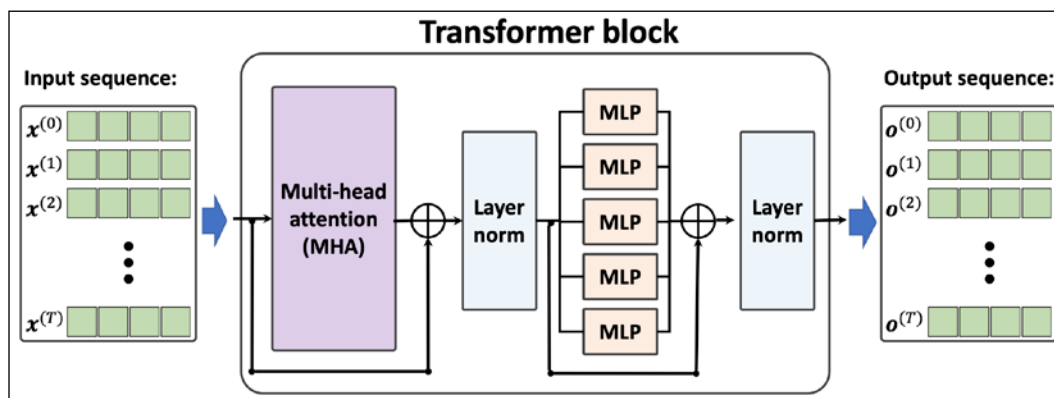 Transformer block
Input sequence:
x^(0)
x^(1)
x^(2)
x^(T)
Multi-head
attention
(MHA)
Layer
norm
MLP
MLP
MLP
MLP
MLP
Layer
norm
Output sequence:
o^(0)
o^(1)
o^(2)
o^(T)